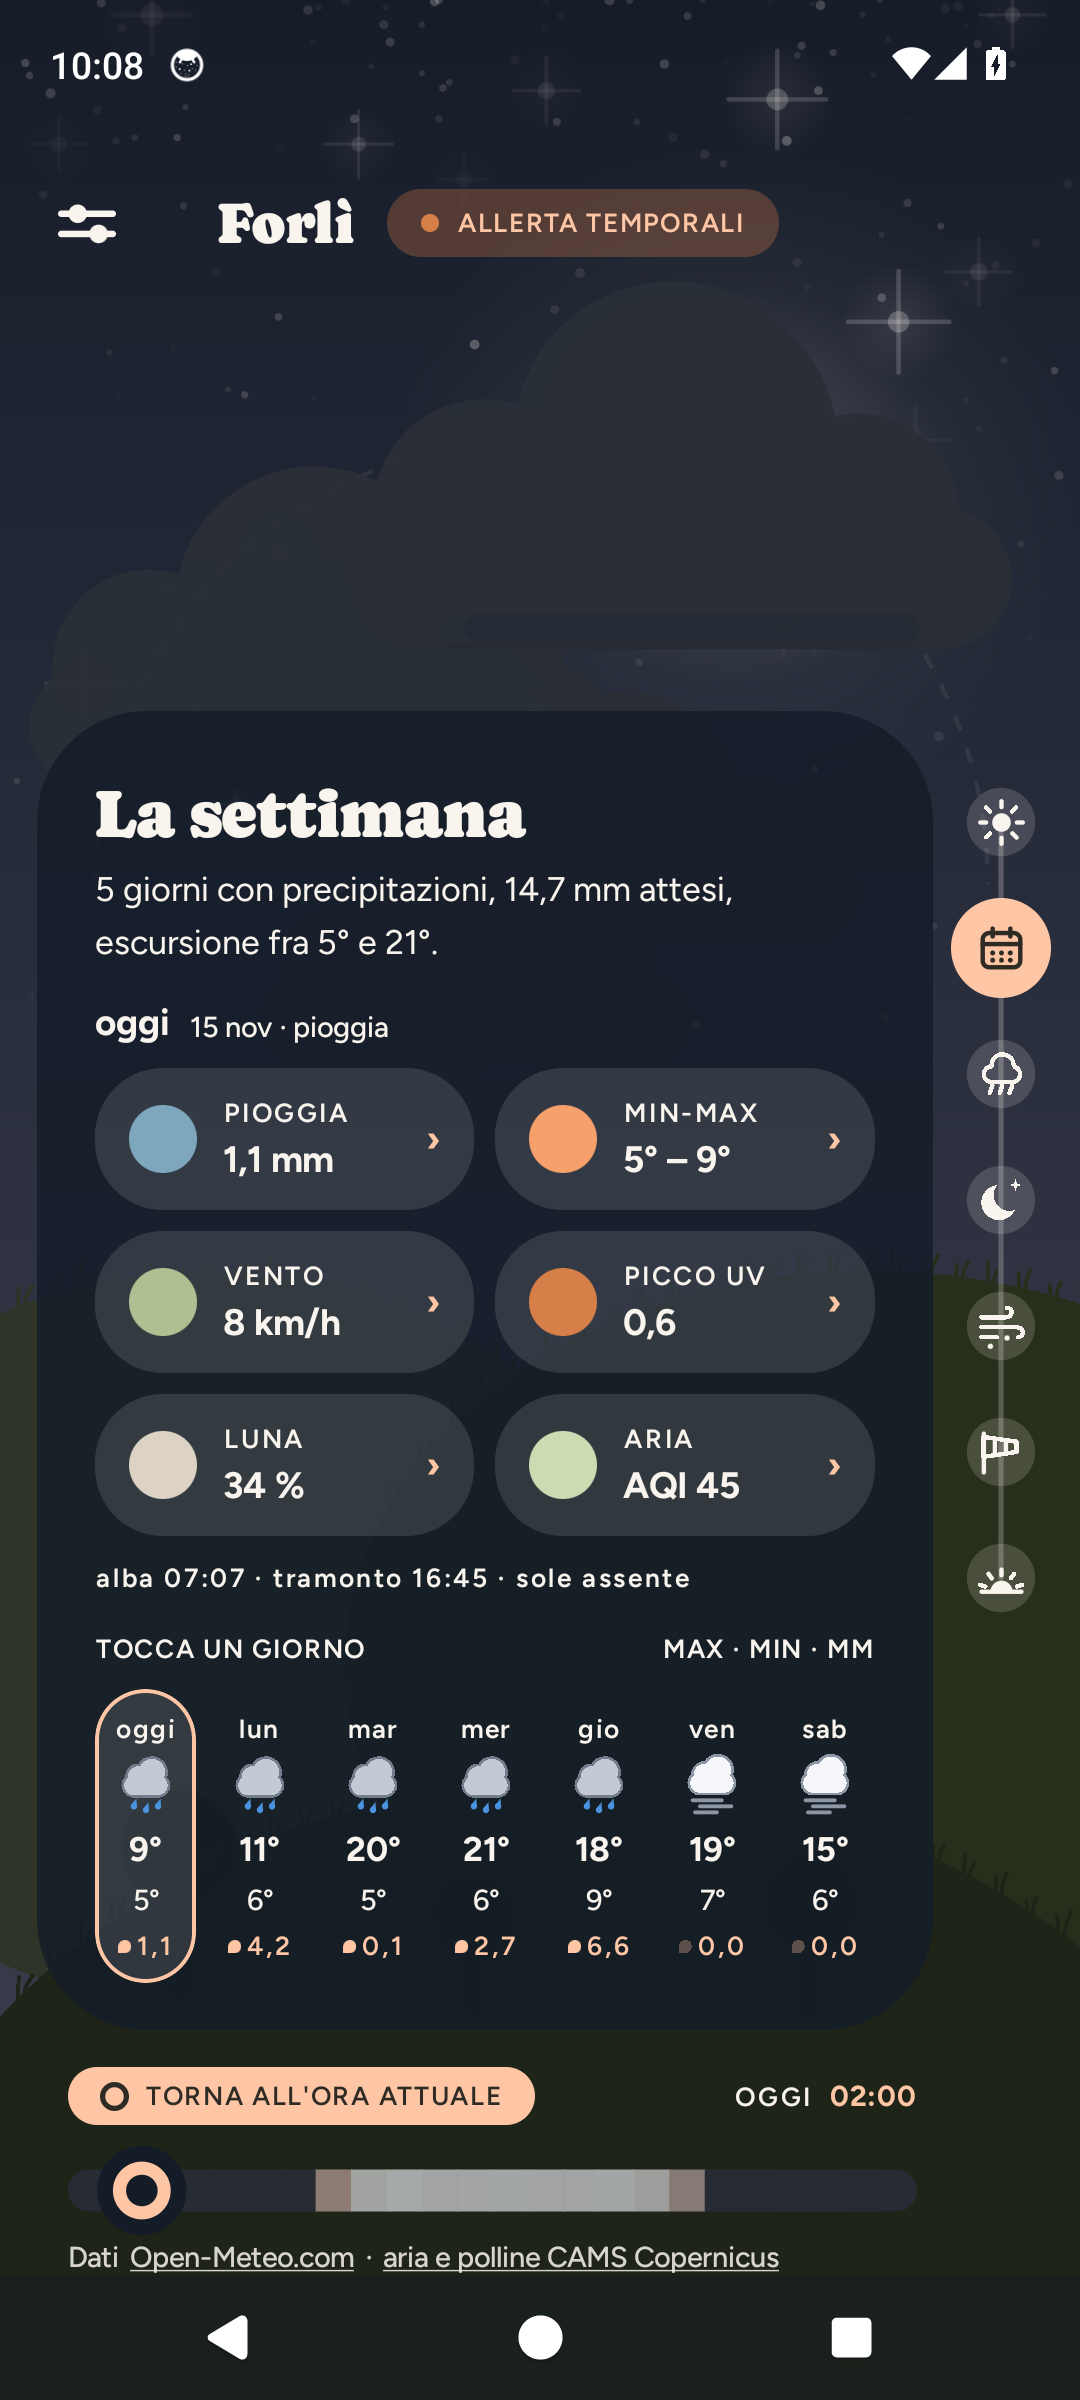 10:08
Forlì
ALLERTA TEMPORALI
La settimana
5 giorni con precipitazioni, 14,7 mm attesi,
escursione fra 5° e 21°.
oggi 15 nov · pioggia
PIOGGIA
1,1 mm
›
MIN-MAX
5° – 9°
›
VENTO
8 km/h
›
PICCO UV
0,6
›
LUNA
34 %
›
ARIA
AQI 45
›
alba 07:07 · tramonto 16:45 · sole assente
TOCCA UN GIORNO MAX · MIN · MM
oggi lun mar mer gio ven sab
9° 11° 20° 21° 18° 19° 15°
5° 6° 5° 6° 9° 7° 6°
1,1 4,2 0,1 2,7 6,6 0,0 0,0
TORNA ALL'ORA ATTUALE OGGI 02:00
Dati Open-Meteo.com · aria e polline CAMS Copernicus